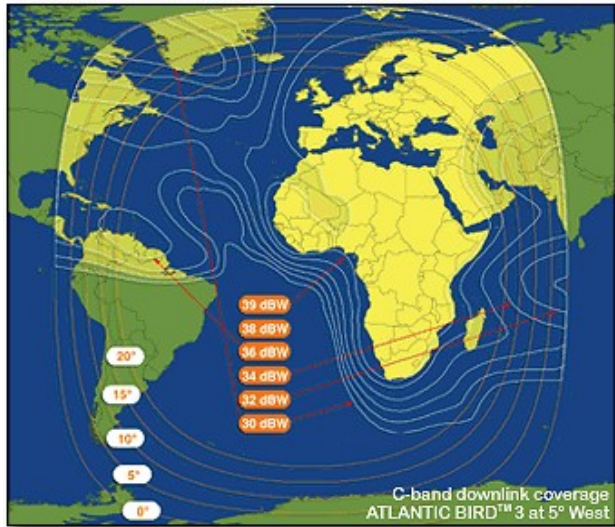 39 dBW
38 dBW
36 dBW
34 dBW
32 dBW
30 dBW
20°
15°
10°
5°
0°
C-band downlink coverage
ATLANTIC BIRD™ 3 at 5° West